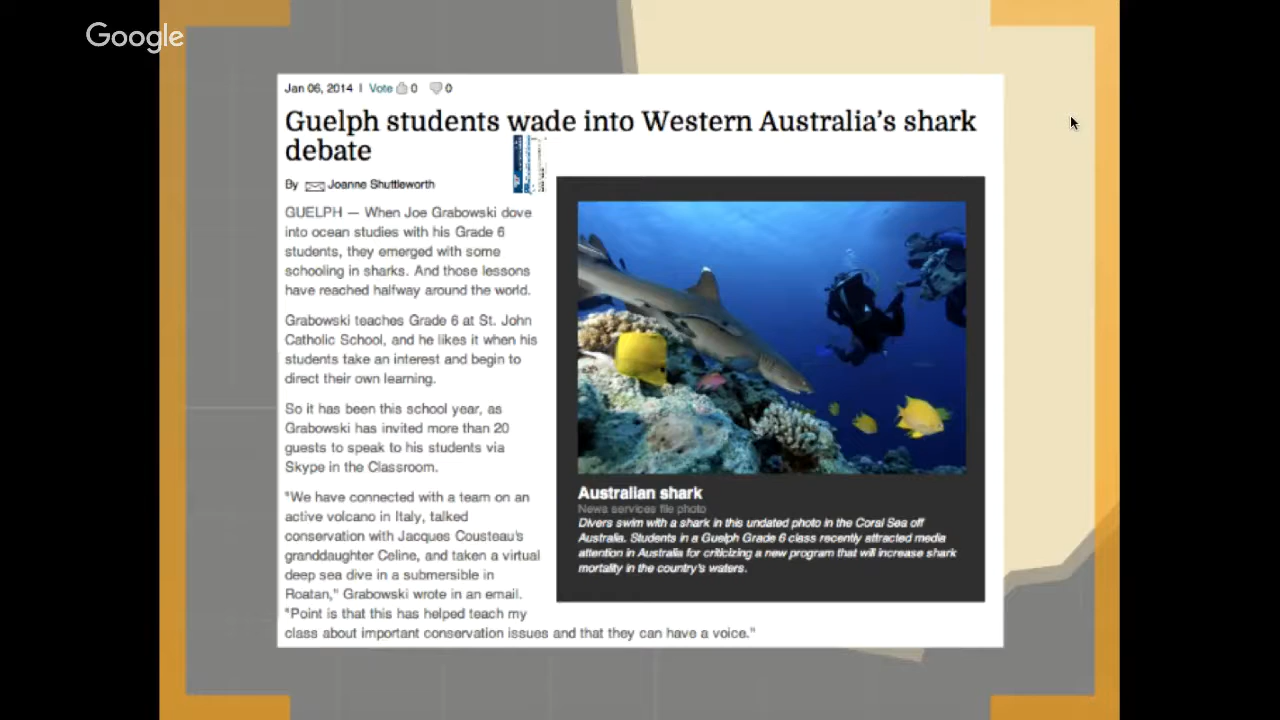 Google
Jan 06, 2014 | Vote 0 0
Guelph students wade into Western Australia's shark
debate
By Joanne Shuttleworth
GUELPH — When Joe Grabowski dove
into ocean studies with his Grade 6
students, they emerged with some
schooling in sharks. And those lessons
have reached halfway around the world.
Grabowski teaches Grade 6 at St. John
Catholic School, and he likes it when his
students take an interest and begin to
direct their own learning.
So it has been this school year, as
Grabowski has invited more than 20
guests to speak to his students via
Skype in the Classroom.
"We have connected with a team on an
active volcano in Italy, talked
conservation with Jacques Cousteau's
granddaughter Celine, and taken a virtual
deep sea dive in a submersible in
Roatan," Grabowski wrote in an email.
"Point is that this has helped teach my
class about important conservation issues and that they can have a voice."
Australian shark
News services file photo
Divers swim with a shark in this undated photo in the Coral Sea off
Australia. Students in a Guelph Grade 6 class recently attracted media
attention in Australia for criticizing a new program that will increase shark
mortality in the country's waters.